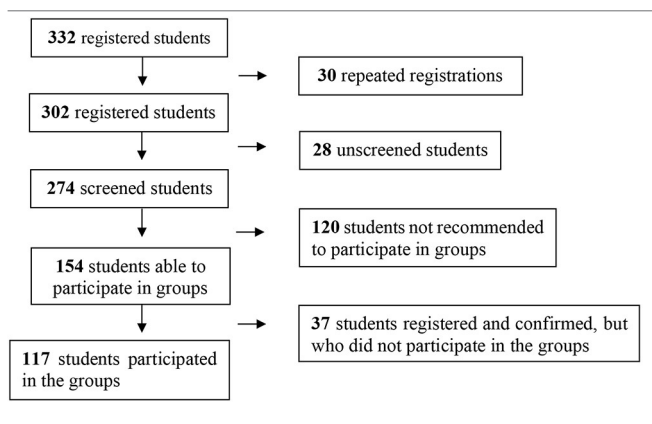 332 registered students
30 repeated registrations
302 registered students
28 unscreened students
274 screened students
120 students not recommended
to participate in groups
154 students able to
participate in groups
37 students registered and confirmed, but
who did not participate in the groups
117 students participated
in the groups